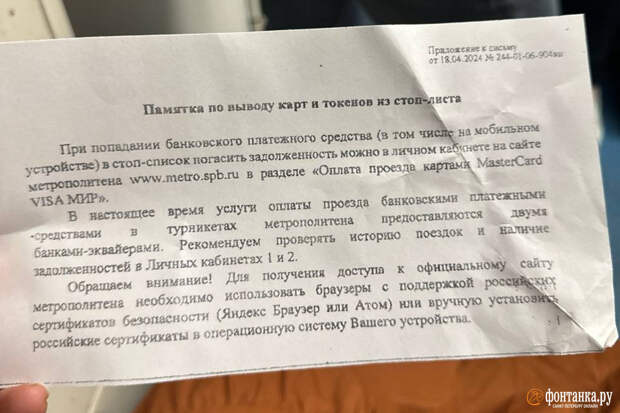 Приложение к письму
от 18.04.2024 № 244-01-06-904вн
Памятка по выводу карт и токенов из стоп-листа
При попадании банковского платежного средства (в том числе на мобильном
устройстве) в стоп-список погасить задолженность можно в личном кабинете на сайте
метрополитена www.metro.spb.ru в разделе «Оплата проезда картами MasterCard
VISA МИР».
В настоящее время услуги оплаты проезда банковскими платежными
средствами в турникетах метрополитена предоставляются двумя
банками-эквайерами. Рекомендуем проверять историю поездок и наличие
задолженностей в Личных кабинетах 1 и 2.
Обращаем внимание! Для получения доступа к официальному сайту
метрополитена необходимо использовать браузеры с поддержкой российских
сертификатов безопасности (Яндекс Браузер или Атом) или вручную установить
российские сертификаты в операционную систему Вашего устройства.
фонтанка.ру
САНКТ-ПЕТЕРБУРГ ОНЛАЙН